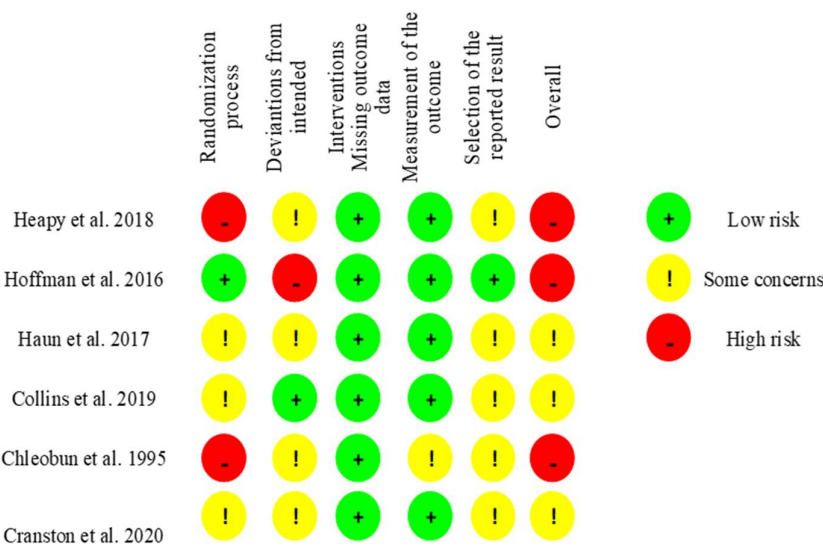 Randomization
process
Deviantions from
intended
Interventions
Missing outcome
data
Measurement of the
outcome
Selection of the
reported result
Overall
Heapy et al. 2018
- ! + + ! -
+ Low risk
Hoffman et al. 2016
+ - + + + -
! Some concerns
Haun et al. 2017
! ! + + ! !
- High risk
Collins et al. 2019
! + + + ! !
Chleobun et al. 1995
- ! + ! ! -
Cranston et al. 2020
! ! + + ! !